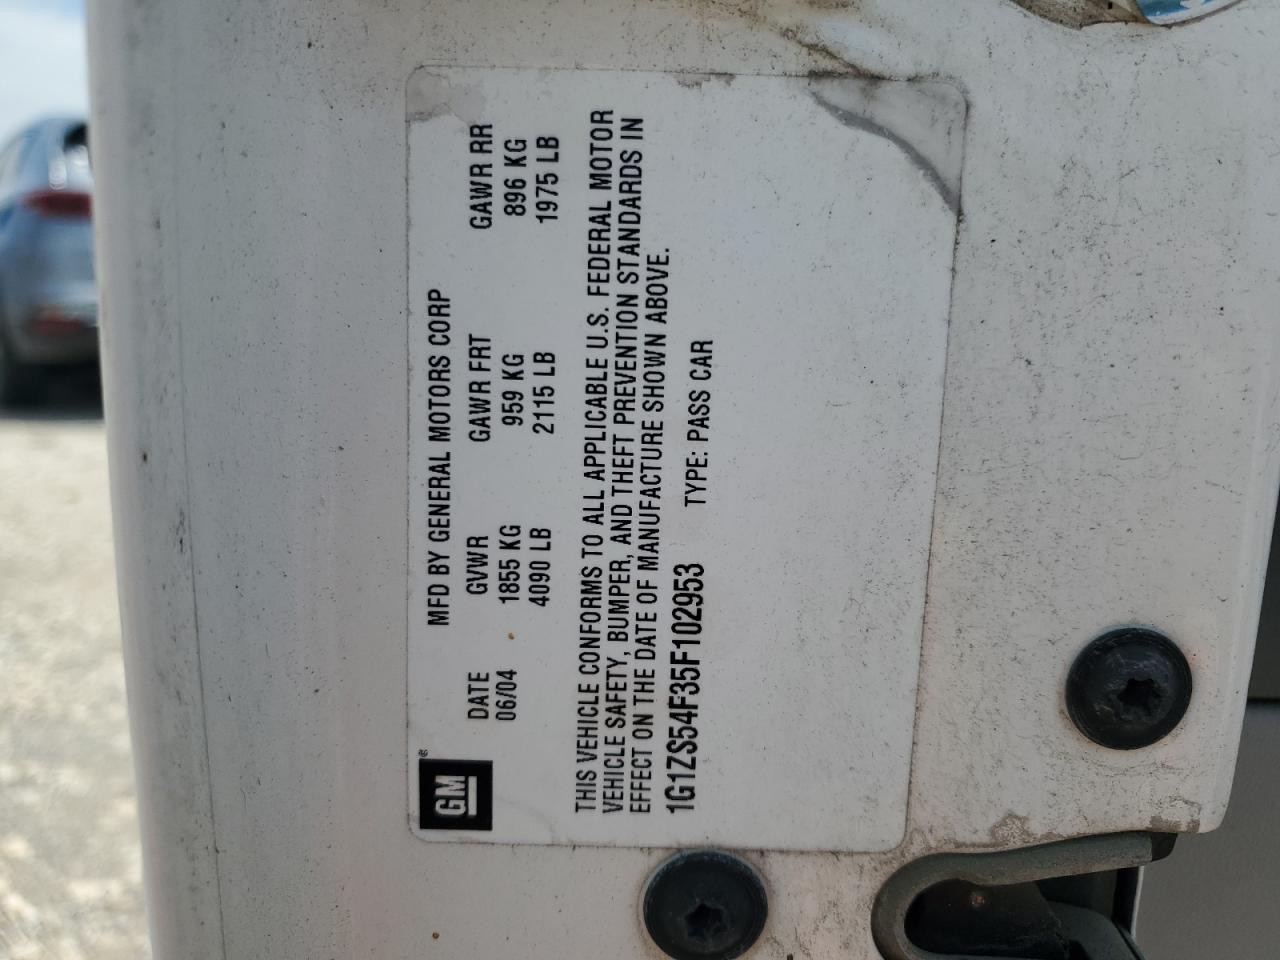 GM®
MFD BY GENERAL MOTORS CORP
DATE GVWR GAWR FRT GAWR RR
06/04 1855 KG 959 KG 896 KG
4090 LB 2115 LB 1975 LB
THIS VEHICLE CONFORMS TO ALL APPLICABLE U.S. FEDERAL MOTOR
VEHICLE SAFETY, BUMPER, AND THEFT PREVENTION STANDARDS IN
EFFECT ON THE DATE OF MANUFACTURE SHOWN ABOVE.
1G1ZS54F35F102953 TYPE: PASS CAR